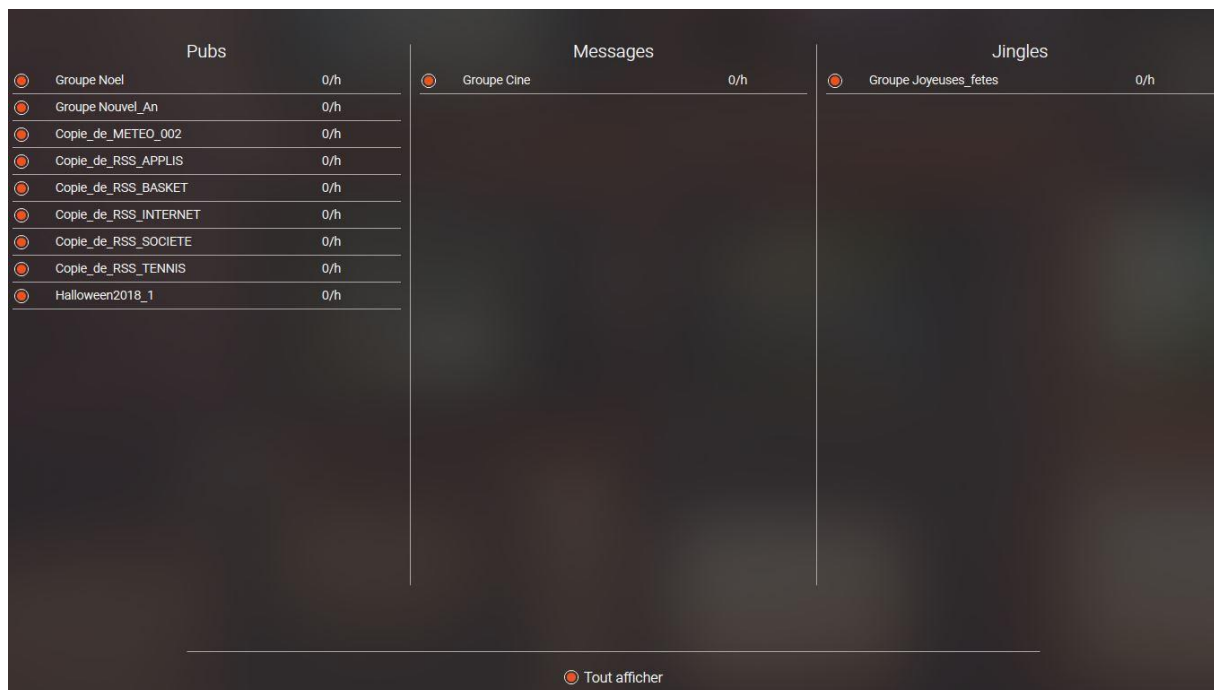 Pubs
Groupe Noel 0/h
Groupe Nouvel_An 0/h
Copie_de_METEO_002 0/h
Copie_de_RSS_APPLIS 0/h
Copie_de_RSS_BASKET 0/h
Copie_de_RSS_INTERNET 0/h
Copie_de_RSS_SOCIETE 0/h
Copie_de_RSS_TENNIS 0/h
Halloween2018_1 0/h
Messages
Groupe Cine 0/h
Jingles
Groupe Joyeuses_fetes 0/h
Tout afficher